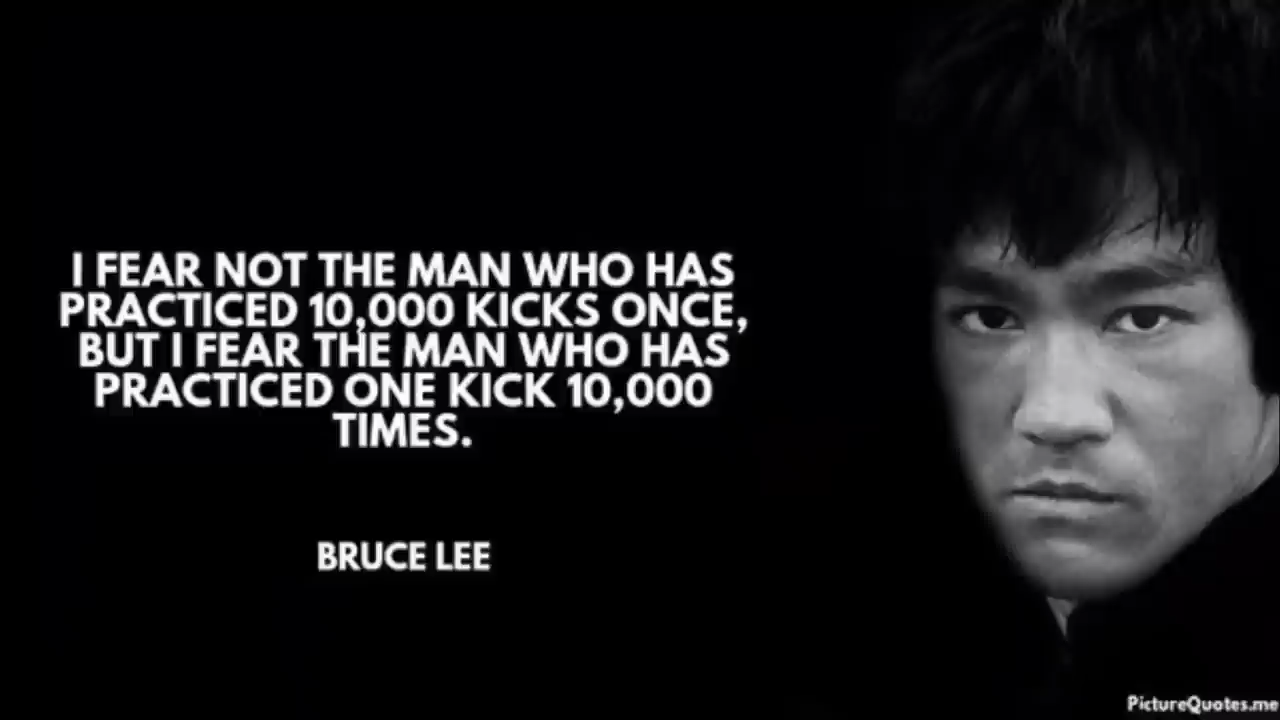 I FEAR NOT THE MAN WHO HAS
PRACTICED 10,000 KICKS ONCE,
BUT I FEAR THE MAN WHO HAS
PRACTICED ONE KICK 10,000
TIMES.
BRUCE LEE
PictureQuotes.me